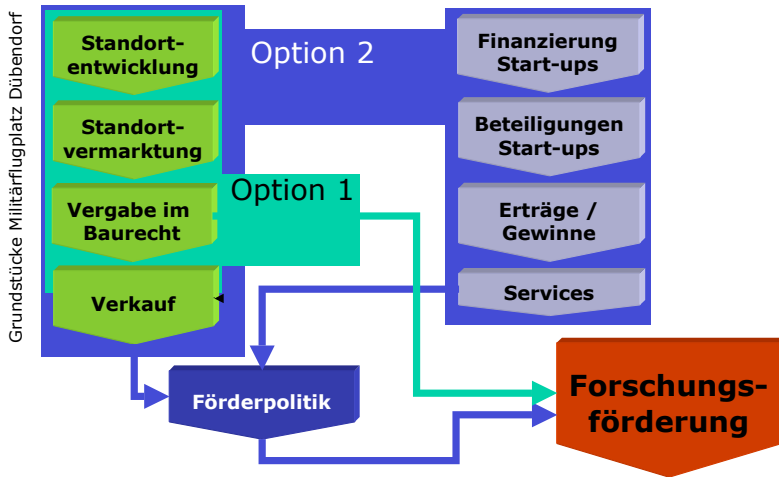 Grundstücke Militärflugplatz Dübendorf
Standort-
entwicklung
Standort-
vermarktung
Vergabe im
Baurecht
Verkauf
Option 2
Option 1
Finanzierung
Start-ups
Beteiligungen
Start-ups
Erträge /
Gewinne
Services
Förderpolitik
Forschungs-
förderung